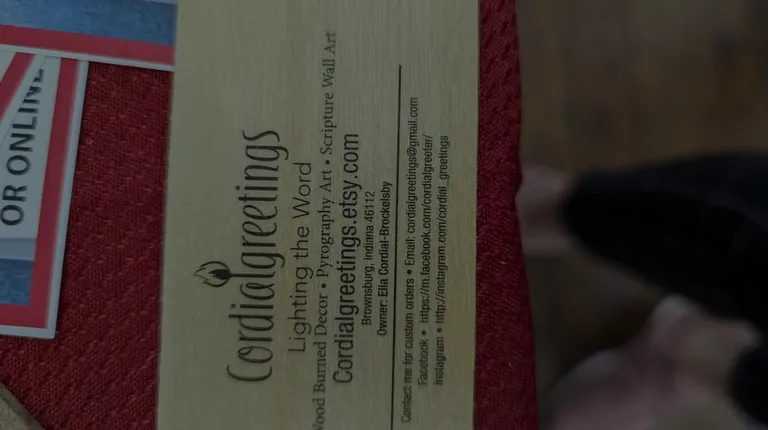 Cordialgreetings
Lighting the Word
Wood Burned Decor • Pyrography Art • Scripture Wall Art
Cordialgreetings.etsy.com
Brownsburg, Indiana 46112
Owner: Ella Cordial-Brockelsby
Contact me for custom orders • Email: cordialgreetings@gmail.com
Facebook • https://m.facebook.com/cordialgreeter/
Instagram • http://instagram.com/cordial_greetings
OR ONLINE